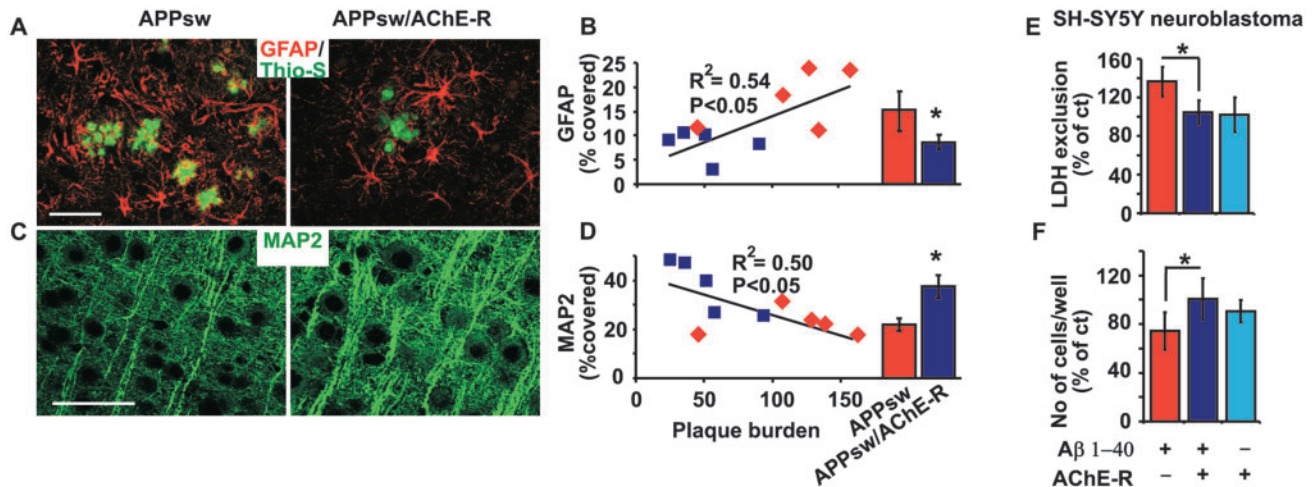 APPsw
APPsw/AChE-R
A
GFAP/
Thio-S
B
GFAP
(% covered)
25
20
15
10
5
0
R2= 0.54
P<0.05
*
C
MAP2
D
MAP2
(%covered)
40
20
0
R2= 0.50
P<0.05
*
0
50
100
150
Plaque burden
APPsw
APPsw/AChE-R
SH-SY5Y neuroblastoma
E
LDH exclusion
(% of ct)
160
120
80
40
0
*
F
No of cells/well
(% of ct)
120
80
40
0
*
Aβ 1–40 + + –
AChE-R – + +